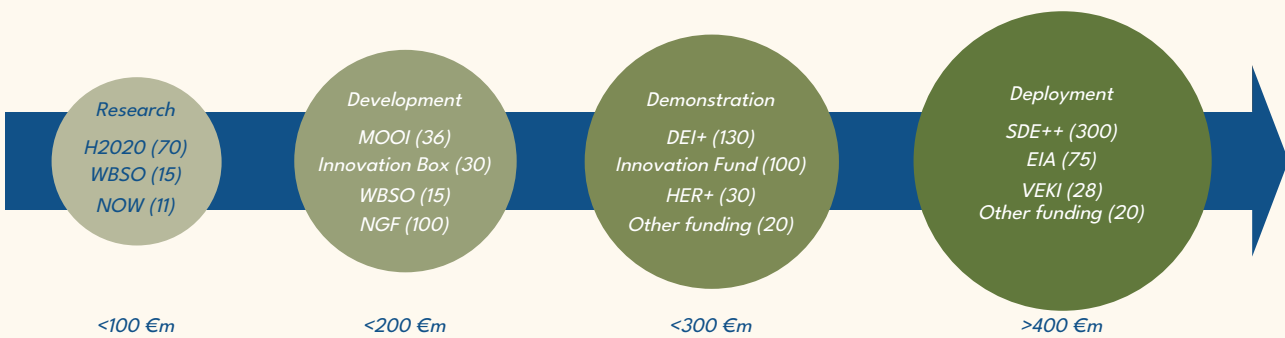 Research
H2020 (70)
WBSO (15)
NOW (11)
<100 €m
Development
MOOI (36)
Innovation Box (30)
WBSO (15)
NGF (100)
<200 €m
Demonstration
DEI+ (130)
Innovation Fund (100)
HER+ (30)
Other funding (20)
<300 €m
Deployment
SDE++ (300)
EIA (75)
VEKI (28)
Other funding (20)
>400 €m